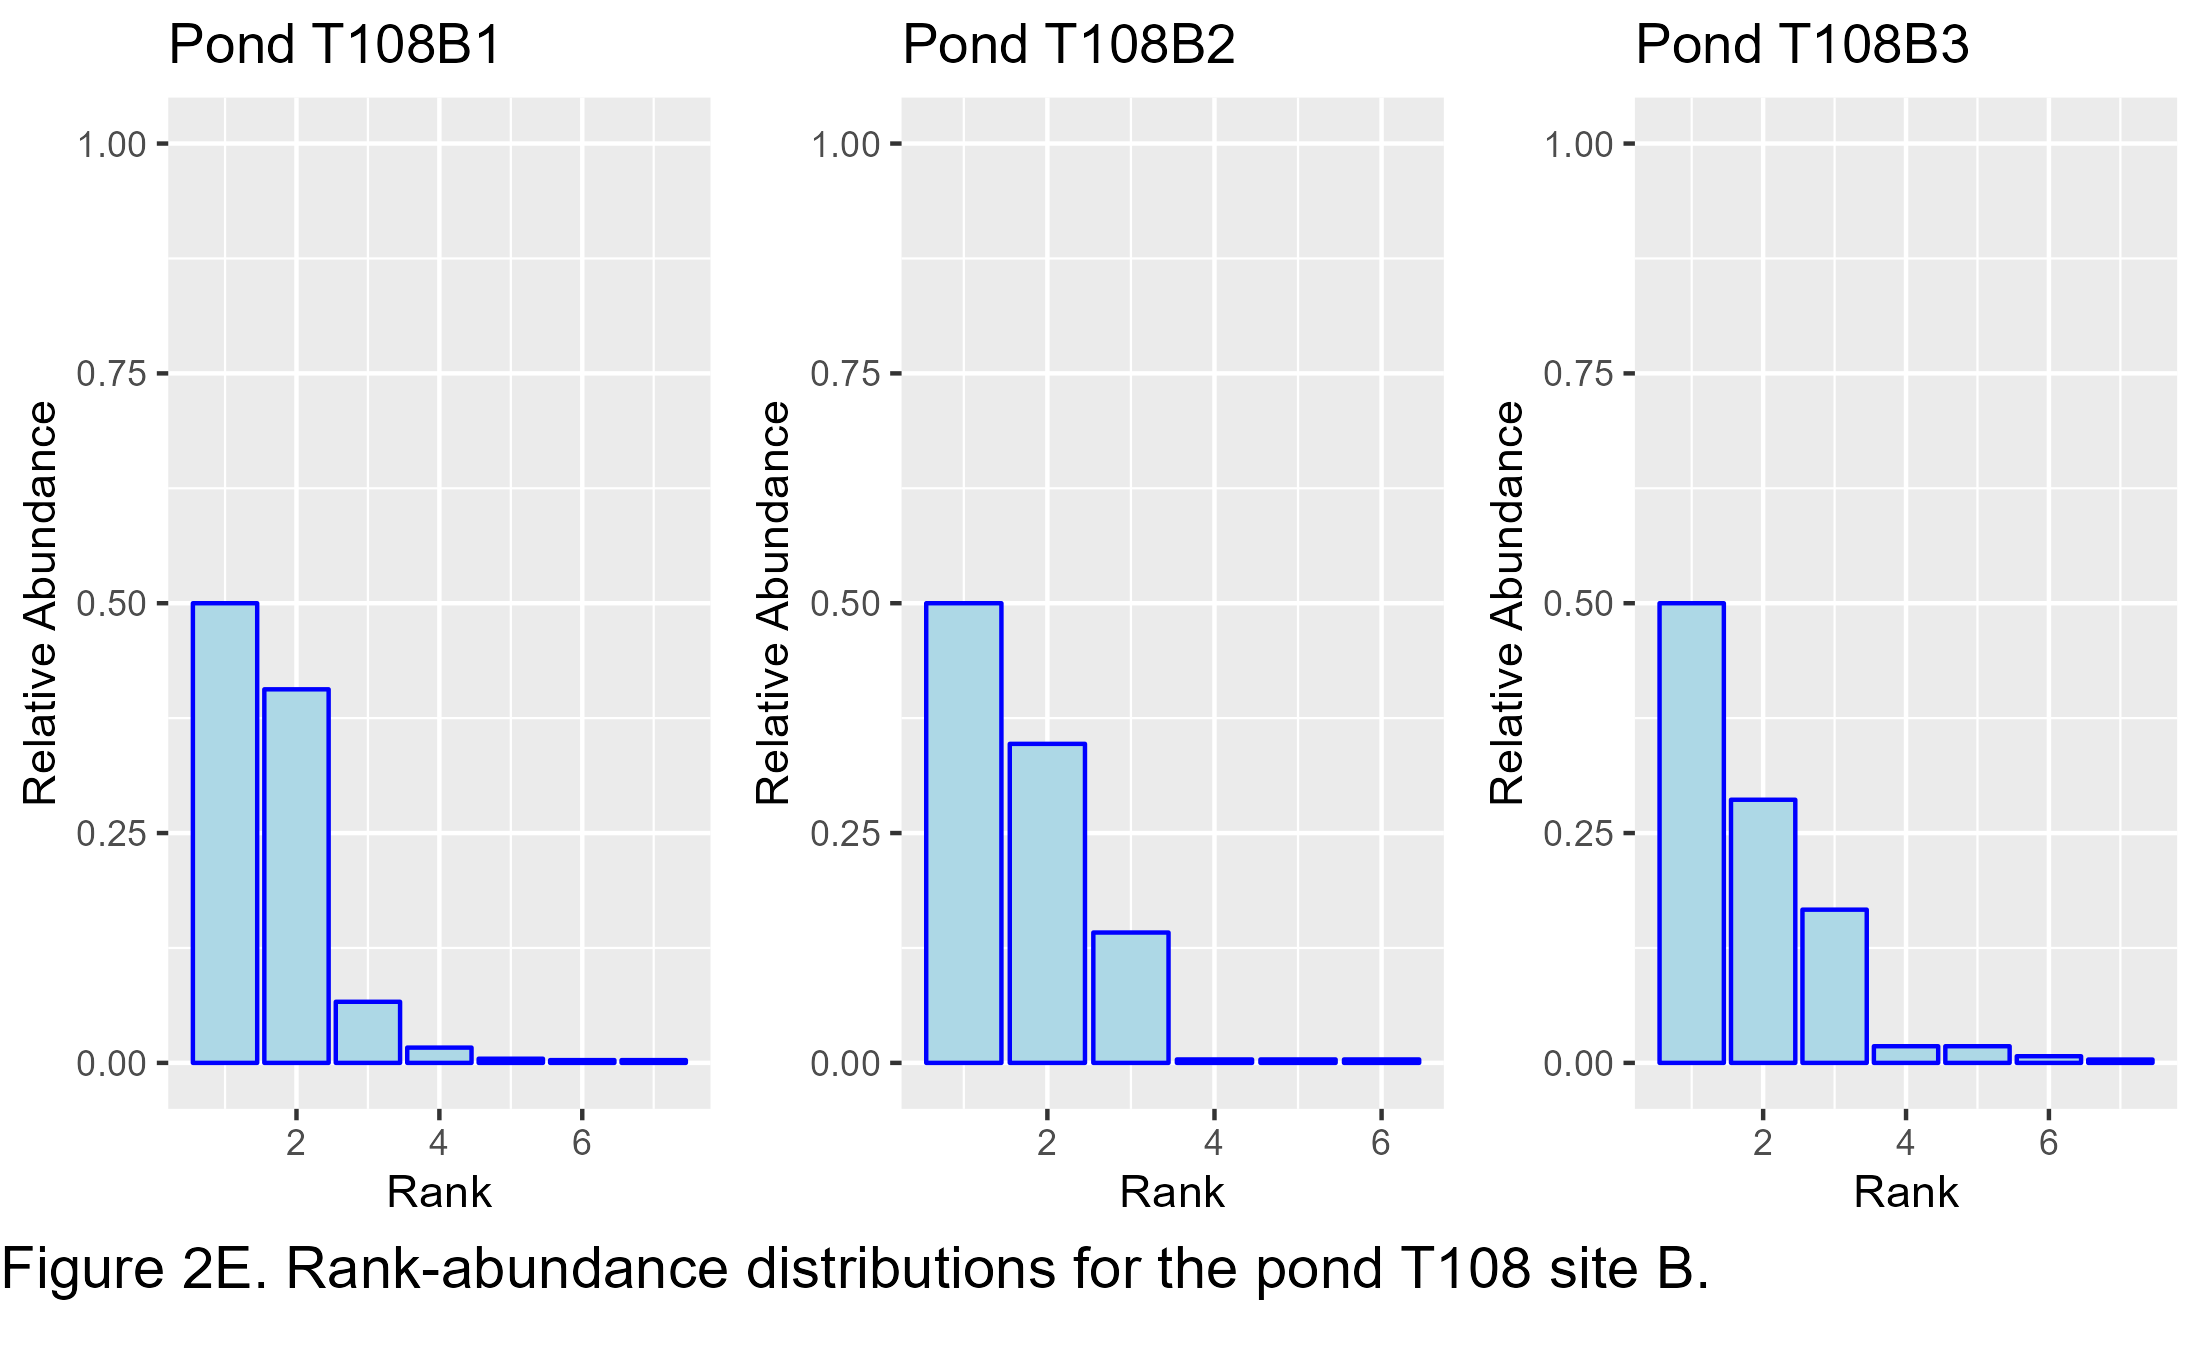 Pond T108B1
Pond T108B2
Pond T108B3
Relative Abundance
1.00
0.75
0.50
0.25
0.00
2 4 6
Rank
Relative Abundance
1.00
0.75
0.50
0.25
0.00
2 4 6
Rank
Relative Abundance
1.00
0.75
0.50
0.25
0.00
2 4 6
Rank
Figure 2E. Rank-abundance distributions for the pond T108 site B.